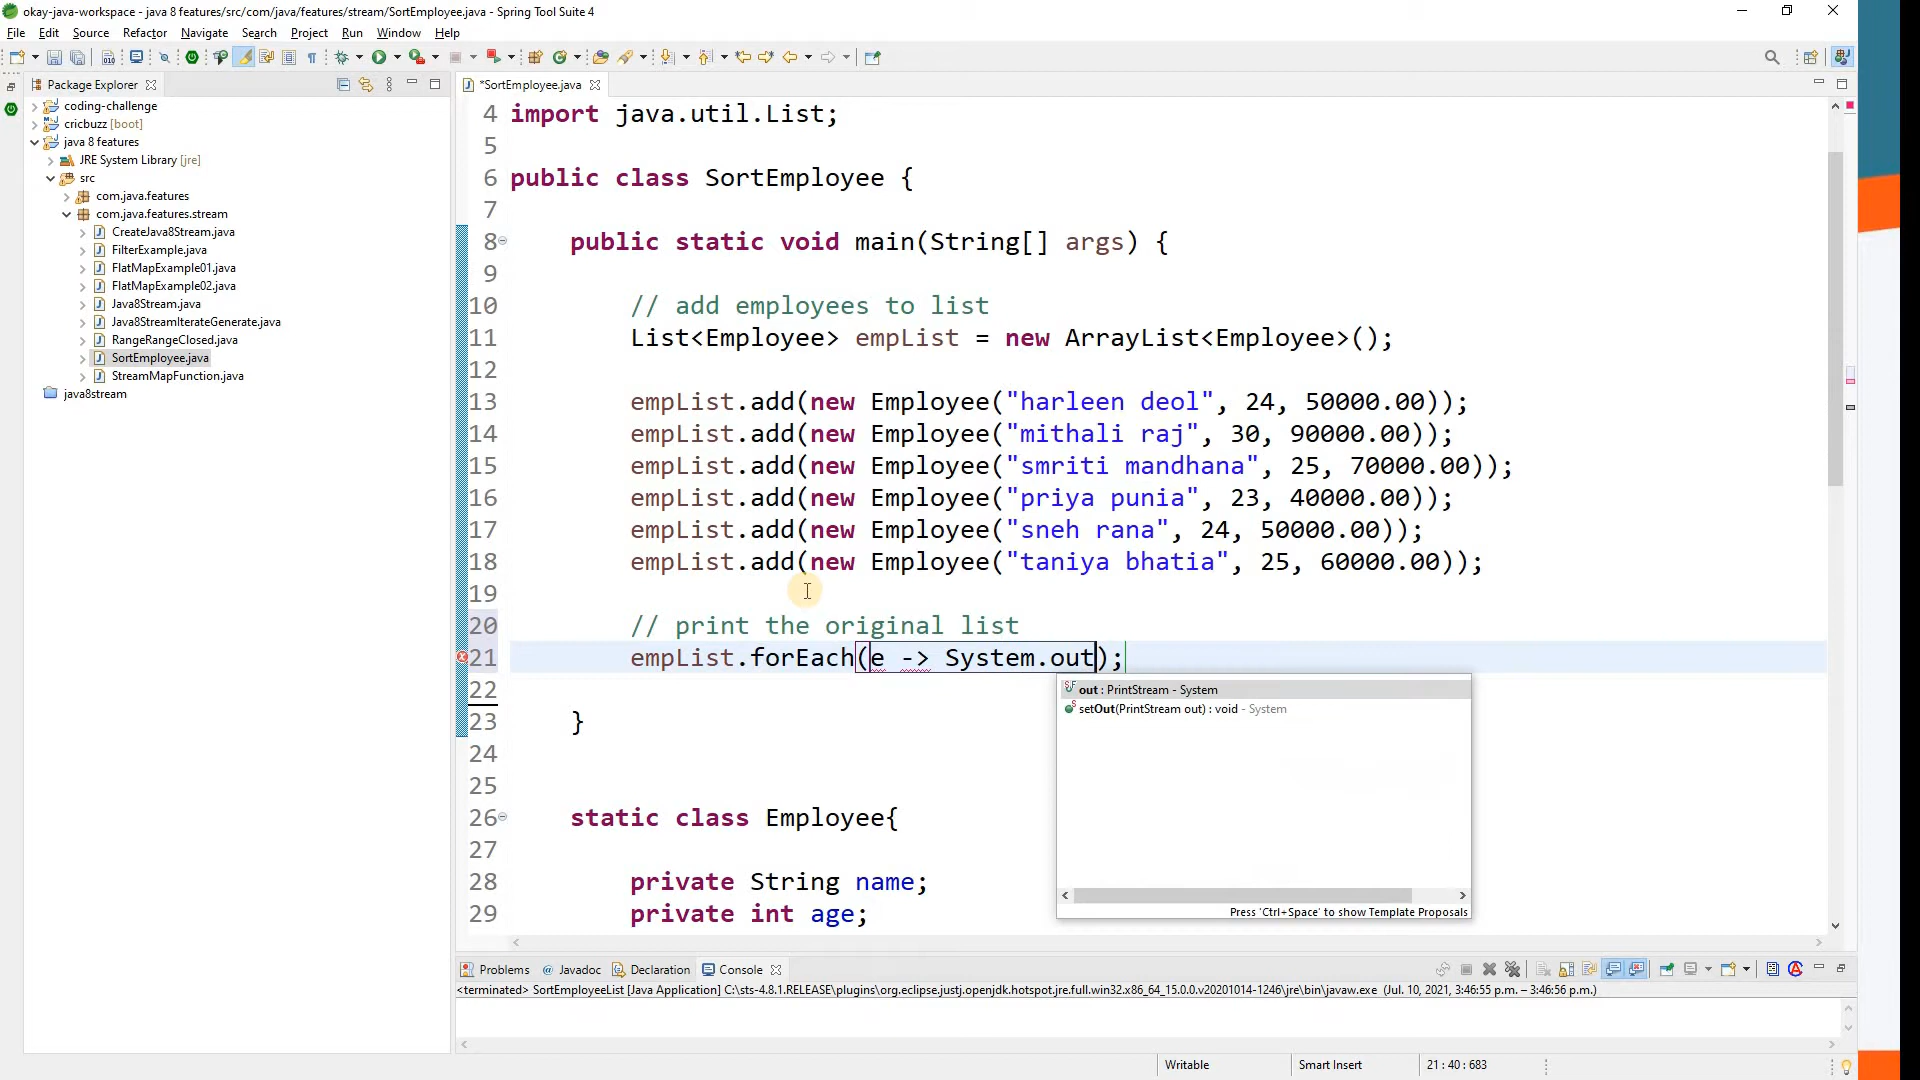 okay-java-workspace - java 8 features/src/com/java/features/stream/SortEmployee.java - Spring Tool Suite 4
File Edit Source Refactor Navigate Search Project Run Window Help
Package Explorer
coding-challenge
cricbuzz [boot]
java 8 features
JRE System Library [jre]
src
com.java.features
com.java.features.stream
CreateJava8Stream.java
FilterExample.java
FlatMapExample01.java
FlatMapExample02.java
Java8Stream.java
Java8StreamIterateGenerate.java
RangeRangeClosed.java
SortEmployee.java
StreamMapFunction.java
java8stream
*SortEmployee.java
4 import java.util.List;
5
6 public class SortEmployee {
7
8 public static void main(String[] args) {
9
10 // add employees to list
11 List<Employee> empList = new ArrayList<Employee>();
12
13 empList.add(new Employee("harleen deol", 24, 50000.00));
14 empList.add(new Employee("mithali raj", 30, 90000.00));
15 empList.add(new Employee("smriti mandhana", 25, 70000.00));
16 empList.add(new Employee("priya punia", 23, 40000.00));
17 empList.add(new Employee("sneh rana", 24, 50000.00));
18 empList.add(new Employee("taniya bhatia", 25, 60000.00));
19
20 // print the original list
21 empList.forEach(e -> System.out);
22
23 }
24
25
26 static class Employee{
27
28 private String name;
29 private int age;
out : PrintStream - System
setOut(PrintStream out) : void - System
Press 'Ctrl+Space' to show Template Proposals
Problems @ Javadoc Declaration Console
<terminated> SortEmployeeList [Java Application] C:\sts-4.8.1.RELEASE\plugins\org.eclipse.justj.openjdk.hotspot.jre.full.win32.x86_64_15.0.0.v20201014-1246\jre\bin\javaw.exe (Jul. 10, 2021, 3:46:55 p.m. – 3:46:56 p.m.)
Writable Smart Insert 21 : 40 : 683